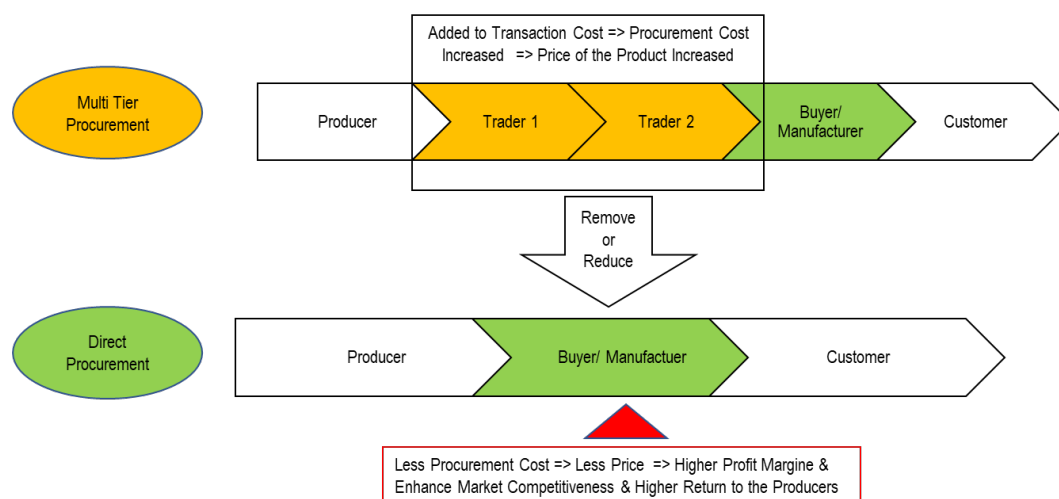 Added to Transaction Cost => Procurement Cost
Increased => Price of the Product Increased
Multi Tier
Procurement
Producer
Trader 1
Trader 2
Buyer/
Manufacturer
Customer
Remove
or
Reduce
Direct
Procurement
Producer
Buyer/ Manufactuer
Customer
Less Procurement Cost => Less Price => Higher Profit Margine &
Enhance Market Competitiveness & Higher Return to the Producers